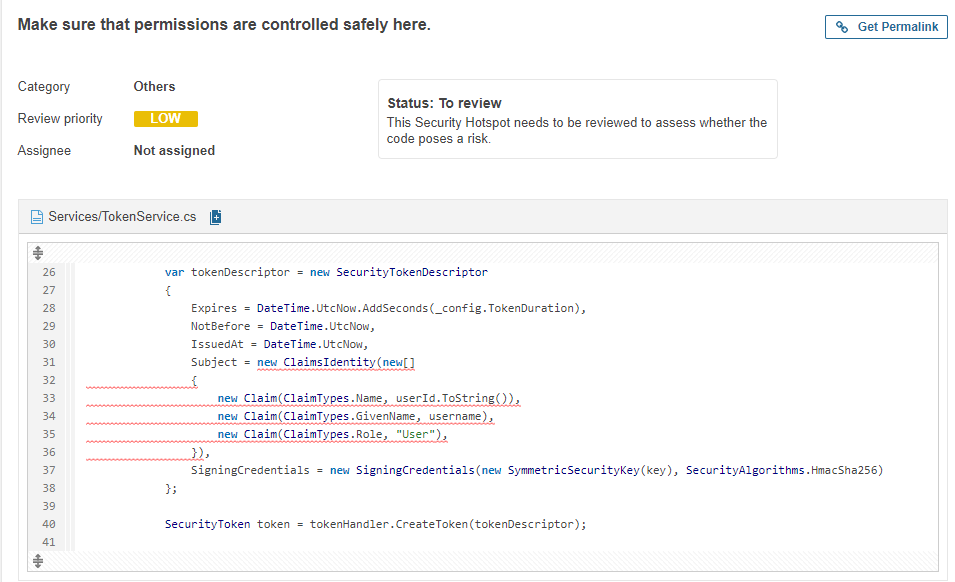 Make sure that permissions are controlled safely here.
Get Permalink
Category Others
Review priority LOW
Assignee Not assigned
Status: To review
This Security Hotspot needs to be reviewed to assess whether the
code poses a risk.
Services/TokenService.cs
26 var tokenDescriptor = new SecurityTokenDescriptor
27 {
28 Expires = DateTime.UtcNow.AddSeconds(_config.TokenDuration),
29 NotBefore = DateTime.UtcNow,
30 IssuedAt = DateTime.UtcNow,
31 Subject = new ClaimsIdentity(new[]
32 {
33 new Claim(ClaimTypes.Name, userId.ToString()),
34 new Claim(ClaimTypes.GivenName, username),
35 new Claim(ClaimTypes.Role, "User"),
36 }),
37 SigningCredentials = new SigningCredentials(new SymmetricSecurityKey(key), SecurityAlgorithms.HmacSha256)
38 };
39
40 SecurityToken token = tokenHandler.CreateToken(tokenDescriptor);
41